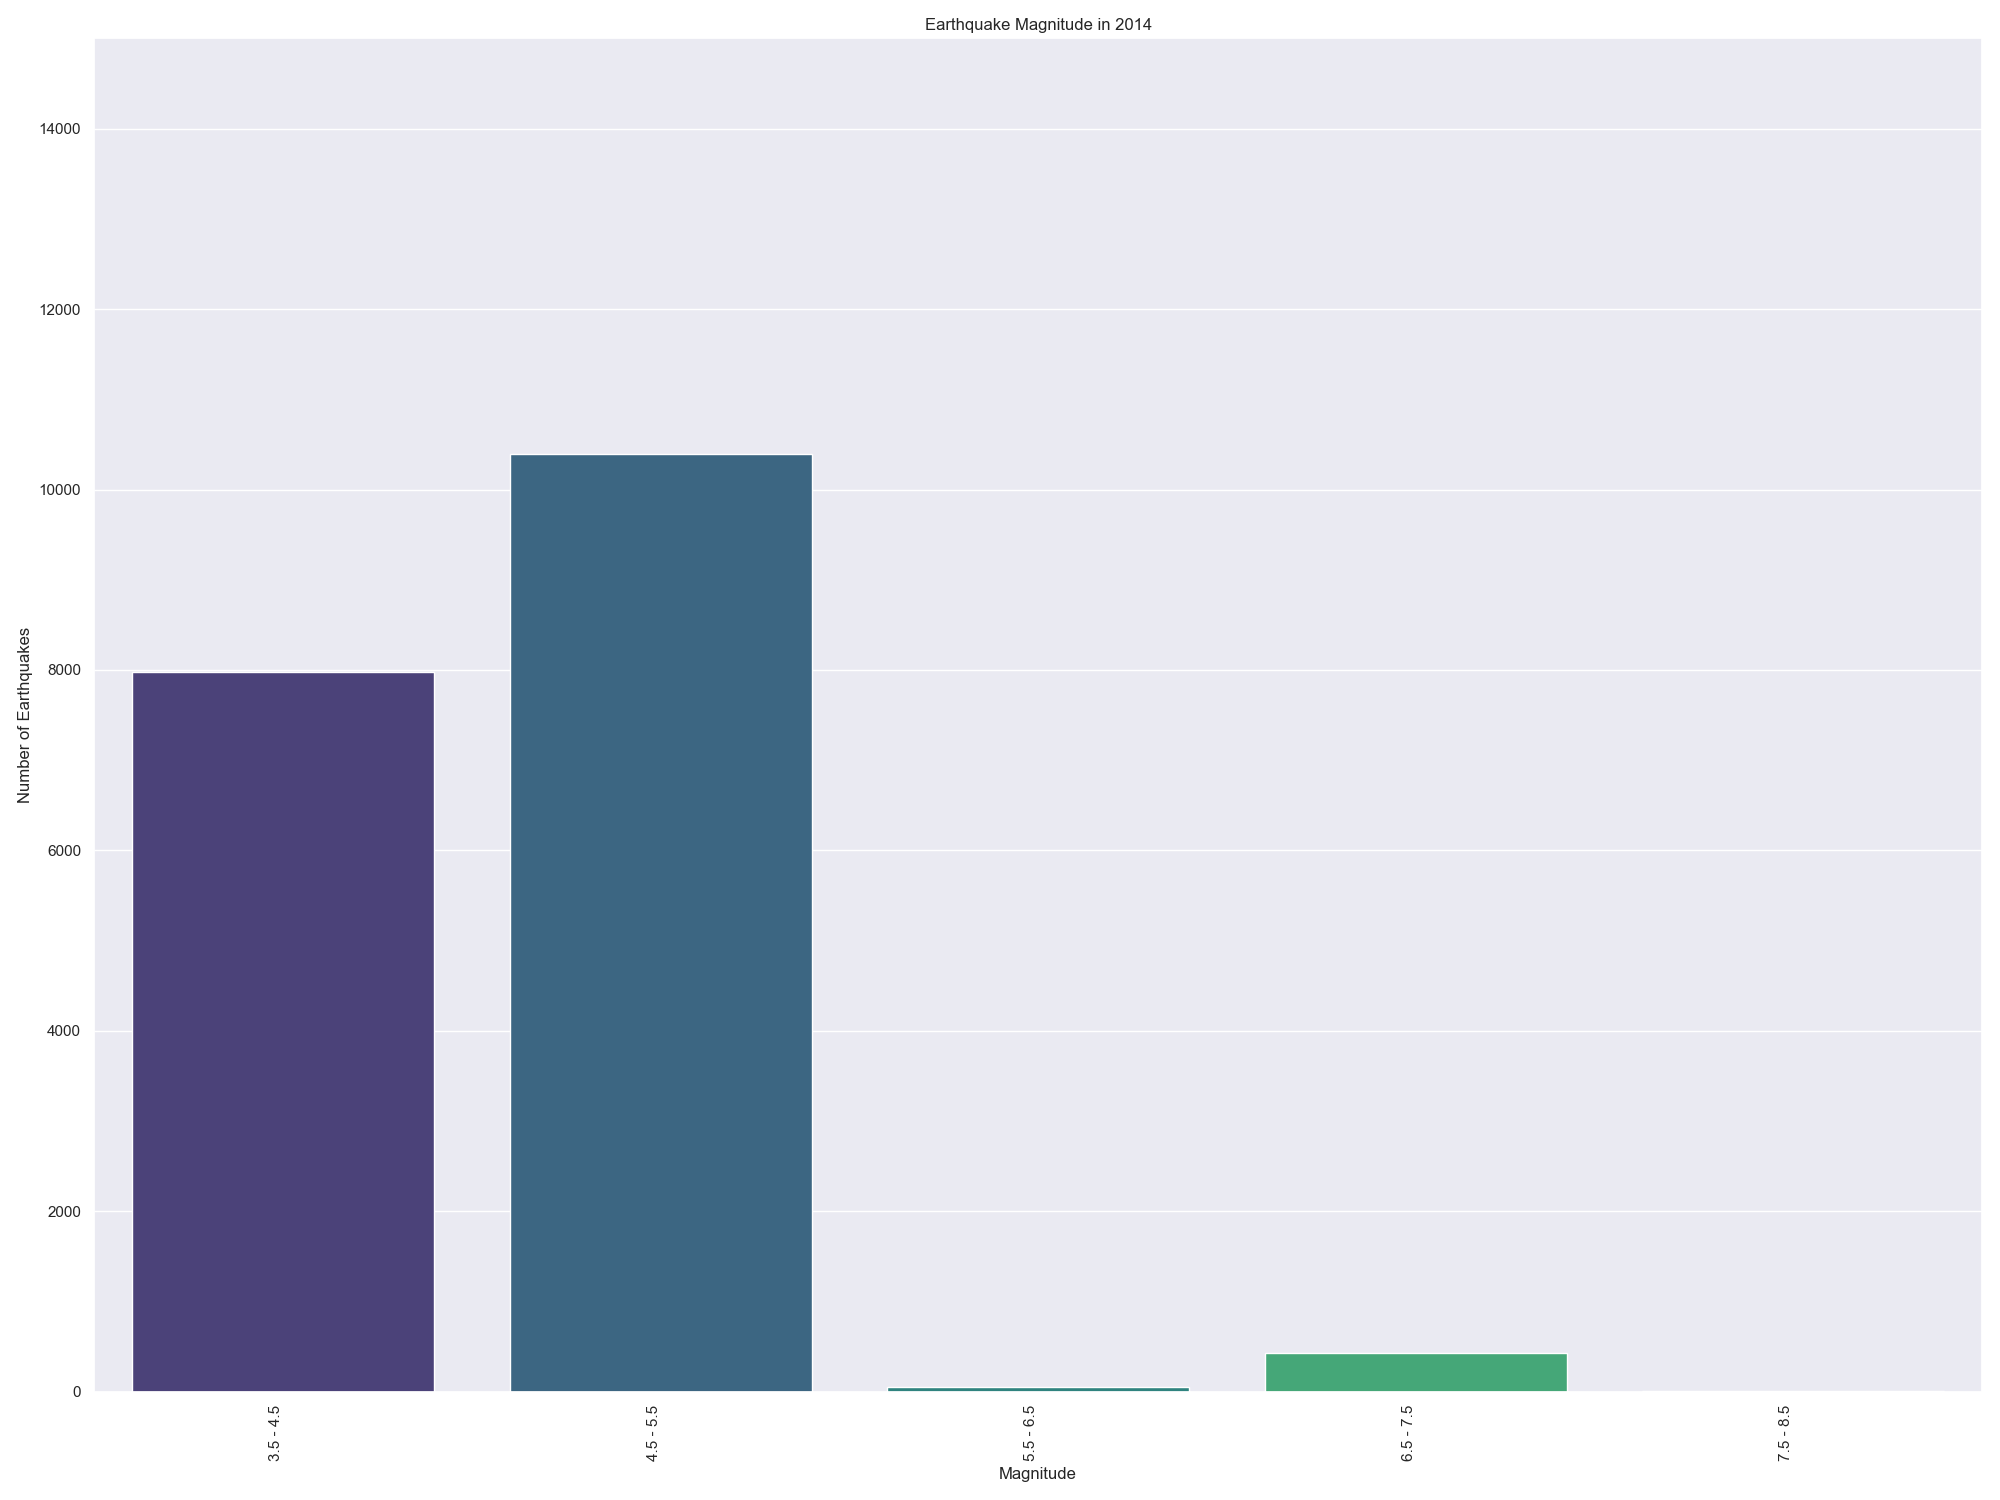 Earthquake Magnitude in 2014
14000
12000
10000
8000
6000
4000
2000
0
Number of Earthquakes
3.5 - 4.5
4.5 - 5.5
5.5 - 6.5
6.5 - 7.5
7.5 - 8.5
Magnitude